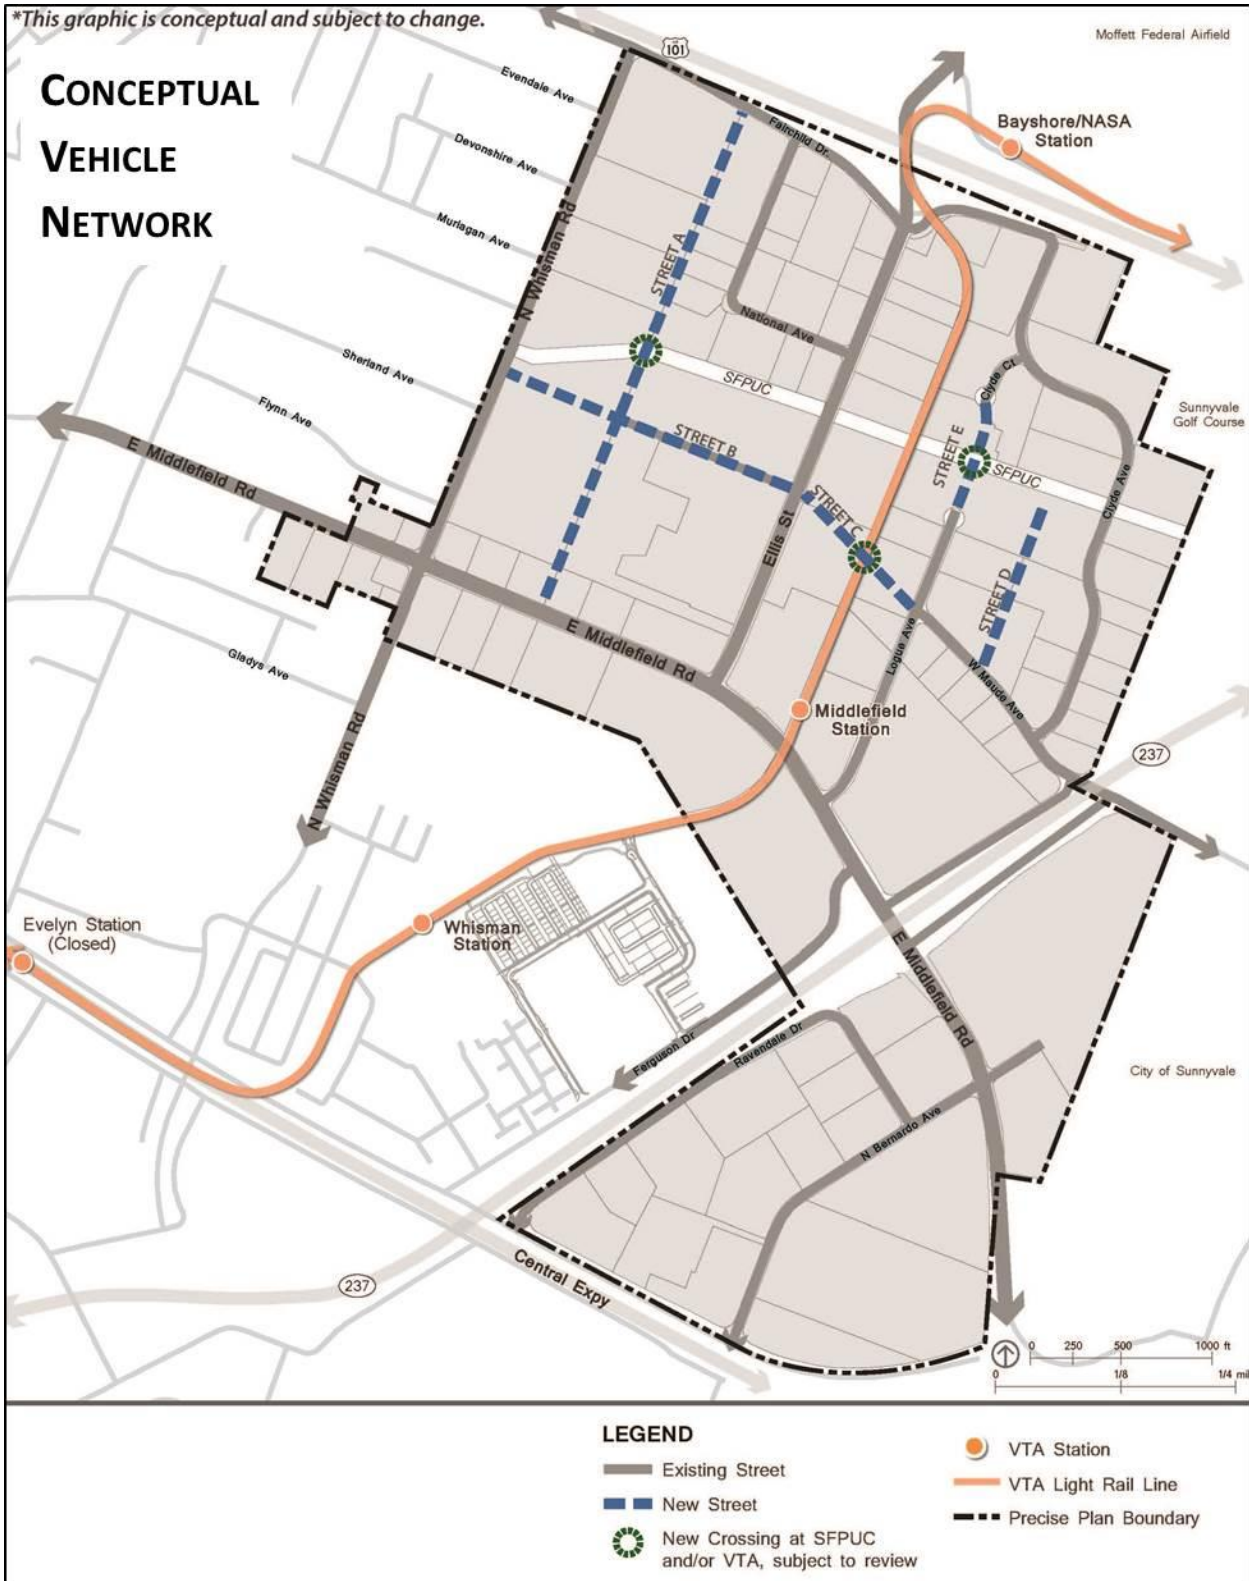 *This graphic is conceptual and subject to change.
CONCEPTUAL
VEHICLE
NETWORK
101
Moffett Federal Airfield
Evendale Ave
Fairchild Dr.
Bayshore/NASA
Station
Devonshire Ave
Murlagan Ave
N Whisman Rd
STREET A
National Ave
Sherland Ave
SFPUC
Clyde Ct
Sunnyvale
Golf Course
Flynn Ave
STREET B
STREET E
SFPUC
Clyde Ave
E Middlefield Rd
STREET C
Ellis St
STREET D
E Middlefield Rd
Logue Ave
Gladys Ave
W Maude Ave
Middlefield
Station
N Whisman Rd
237
Evelyn Station
(Closed)
Whisman
Station
E Middlefield Rd
Ferguson Dr
Ravendale Dr
City of Sunnyvale
N Bernardo Ave
Central Expy
237
0 250 500 1000 ft
0 1/8 1/4 mil
LEGEND
Existing Street
New Street
New Crossing at SFPUC
and/or VTA, subject to review
VTA Station
VTA Light Rail Line
Precise Plan Boundary